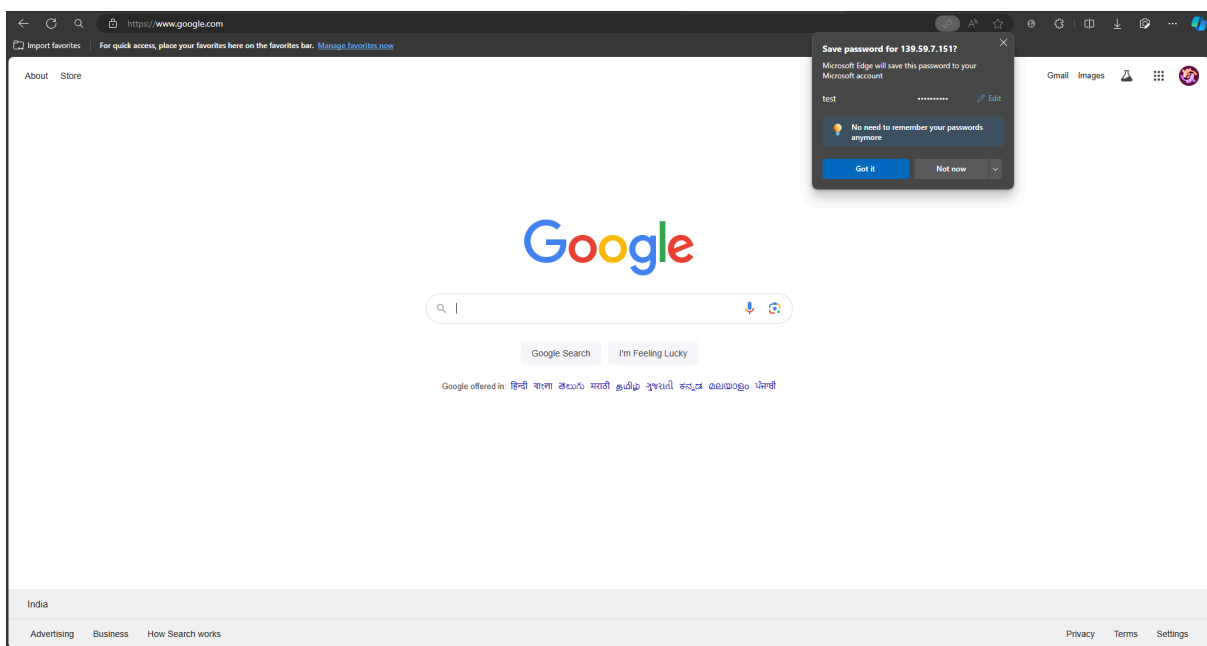 https://www.google.com
Import favorites
For quick access, place your favorites here on the favorites bar. Manage favorites now
Save password for 139.59.7.151?
Microsoft Edge will save this password to your
Microsoft account
test •••••••••• Edit
No need to remember your passwords
anymore
Got it Not now
About Store
Gmail Images
Google
Google Search I'm Feeling Lucky
Google offered in: हिन्दी বাংলা తెలుగు मराठी தமிழ் ગુજરાતી ಕನ್ನಡ മലയാളം ਪੰਜਾਬੀ
India
Advertising Business How Search works
Privacy Terms Settings